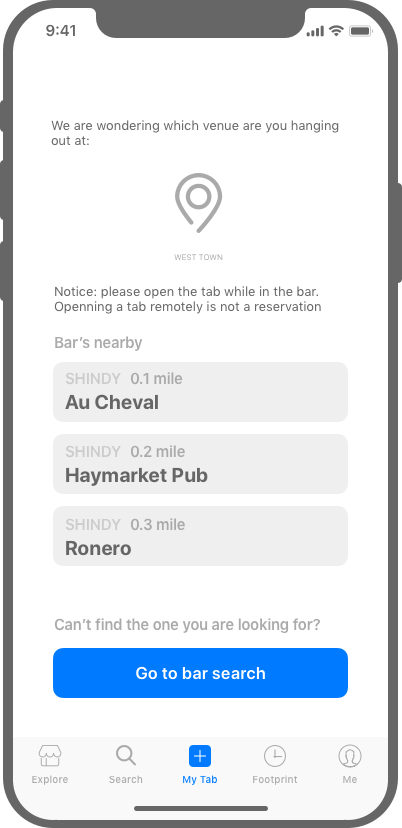 9:41
We are wondering which venue are you hanging
out at:
WEST TOWN
Notice: please open the tab while in the bar.
Openning a tab remotely is not a reservation
Bar’s nearby
SHINDY 0.1 mile
Au Cheval
SHINDY 0.2 mile
Haymarket Pub
SHINDY 0.3 mile
Ronero
Can’t find the one you are looking for?
Go to bar search
Explore Search My Tab Footprint Me